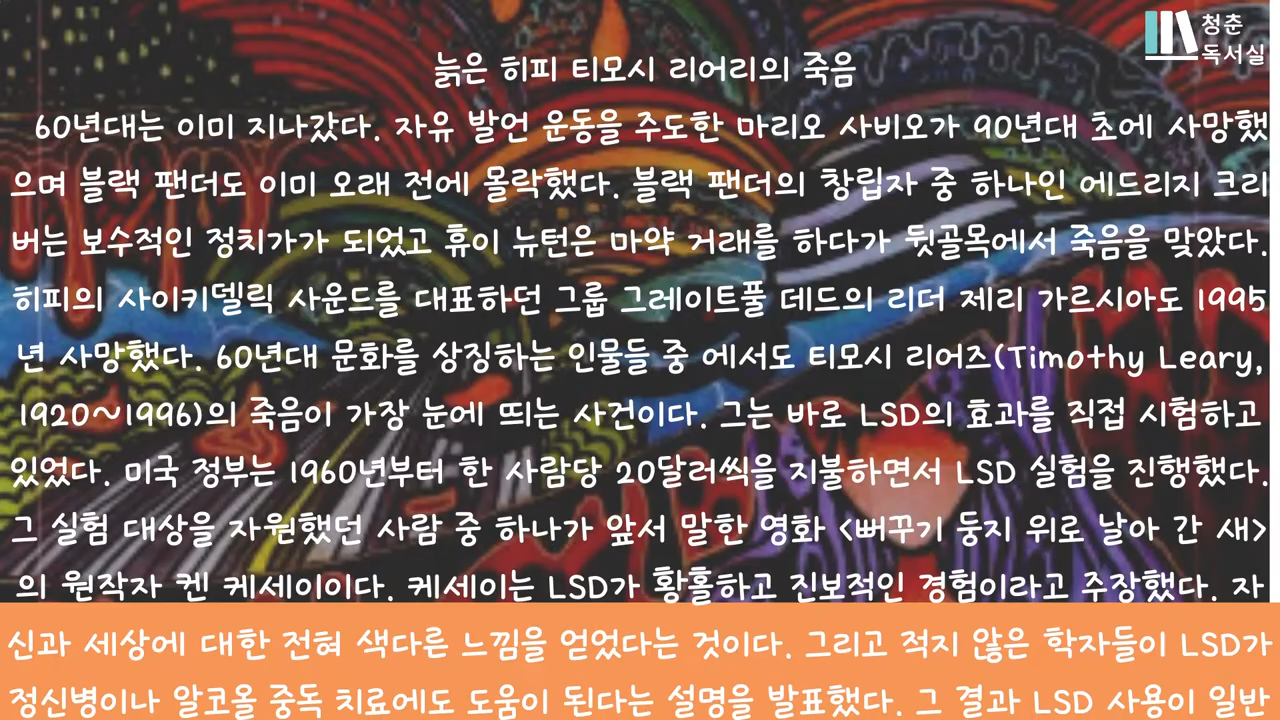 청춘
독서실
늙은 히피 티모시 리어리의 죽음
60년대는 이미 지나갔다. 자유 발언 운동을 주도한 마리오 사비오가 90년대 초에 사망했
으며 블랙 팬더도 이미 오래 전에 몰락했다. 블랙 팬더의 창립자 중 하나인 에드리지 크리
버는 보수적인 정치가가 되었고 휴이 뉴턴은 마약 거래를 하다가 뒷골목에서 죽음을 맞았다.
히피의 사이키델릭 사운드를 대표하던 그룹 그레이트풀 데드의 리더 제리 가르시아도 1995
년 사망했다. 60년대 문화를 상징하는 인물들 중 에서도 티모시 리어즈(Timothy Leary,
1920~1996)의 죽음이 가장 눈에 띄는 사건이다. 그는 바로 LSD의 효과를 직접 시험하고
있었다. 미국 정부는 1960년부터 한 사람당 20달러씩을 지불하면서 LSD 실험을 진행했다.
그 실험 대상을 자원했던 사람 중 하나가 앞서 말한 영화 <뻐꾸기 둥지 위로 날아 간 새>
의 원작자 켄 케세이이다. 케세이는 LSD가 황홀하고 진보적인 경험이라고 주장했다. 자
신과 세상에 대한 전혀 색다른 느낌을 얻었다는 것이다. 그리고 적지 않은 학자들이 LSD가
정신병이나 알코올 중독 치료에도 도움이 된다는 설명을 발표했다. 그 결과 LSD 사용이 일반